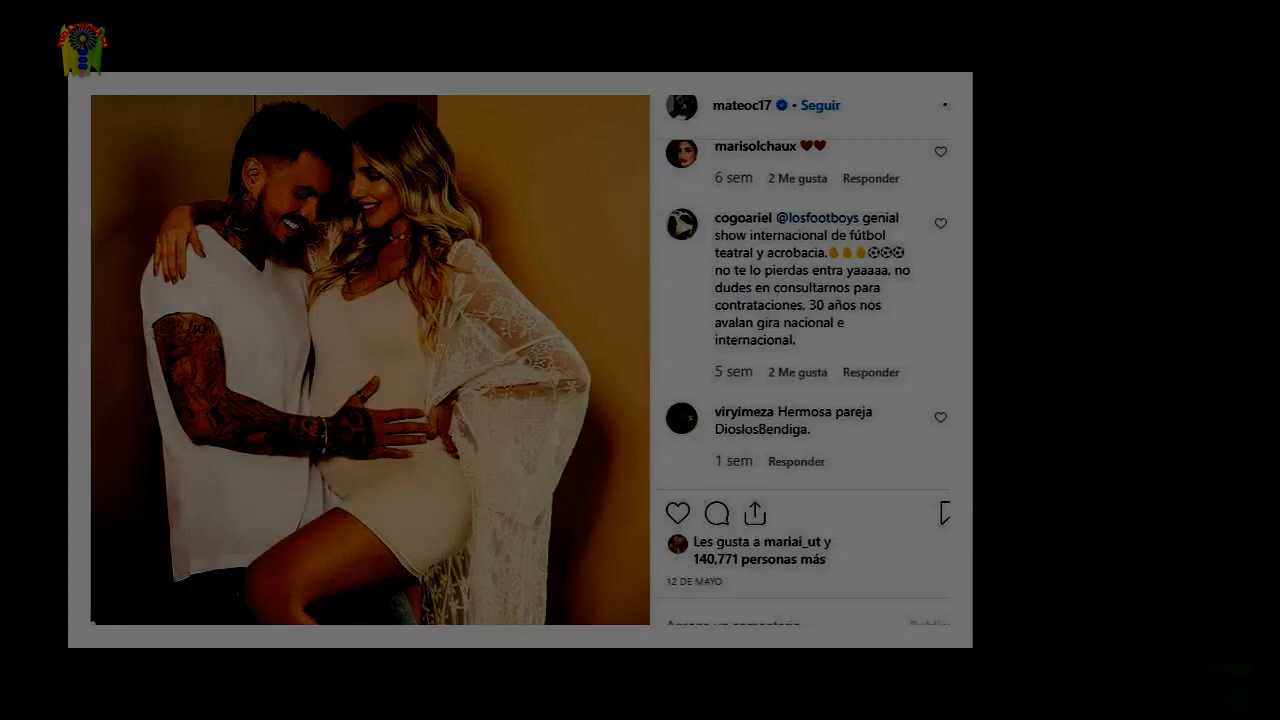 mateoc17 • Seguir
marisolchaux ❤❤
6 sem 2 Me gusta Responder
cogoariel @losfootboys genial
show internacional de fútbol
teatral y acrobacia.✋✋✋⚽⚽⚽
no te lo pierdas entra yaaaaa, no
dudes en consultarnos para
contrataciones. 30 años nos
avalan gira nacional e
internacional.
5 sem 2 Me gusta Responder
viryimeza Hermosa pareja
DioslosBendiga.
1 sem Responder
Les gusta a mariai_ut y
140,771 personas más
12 DE MAYO